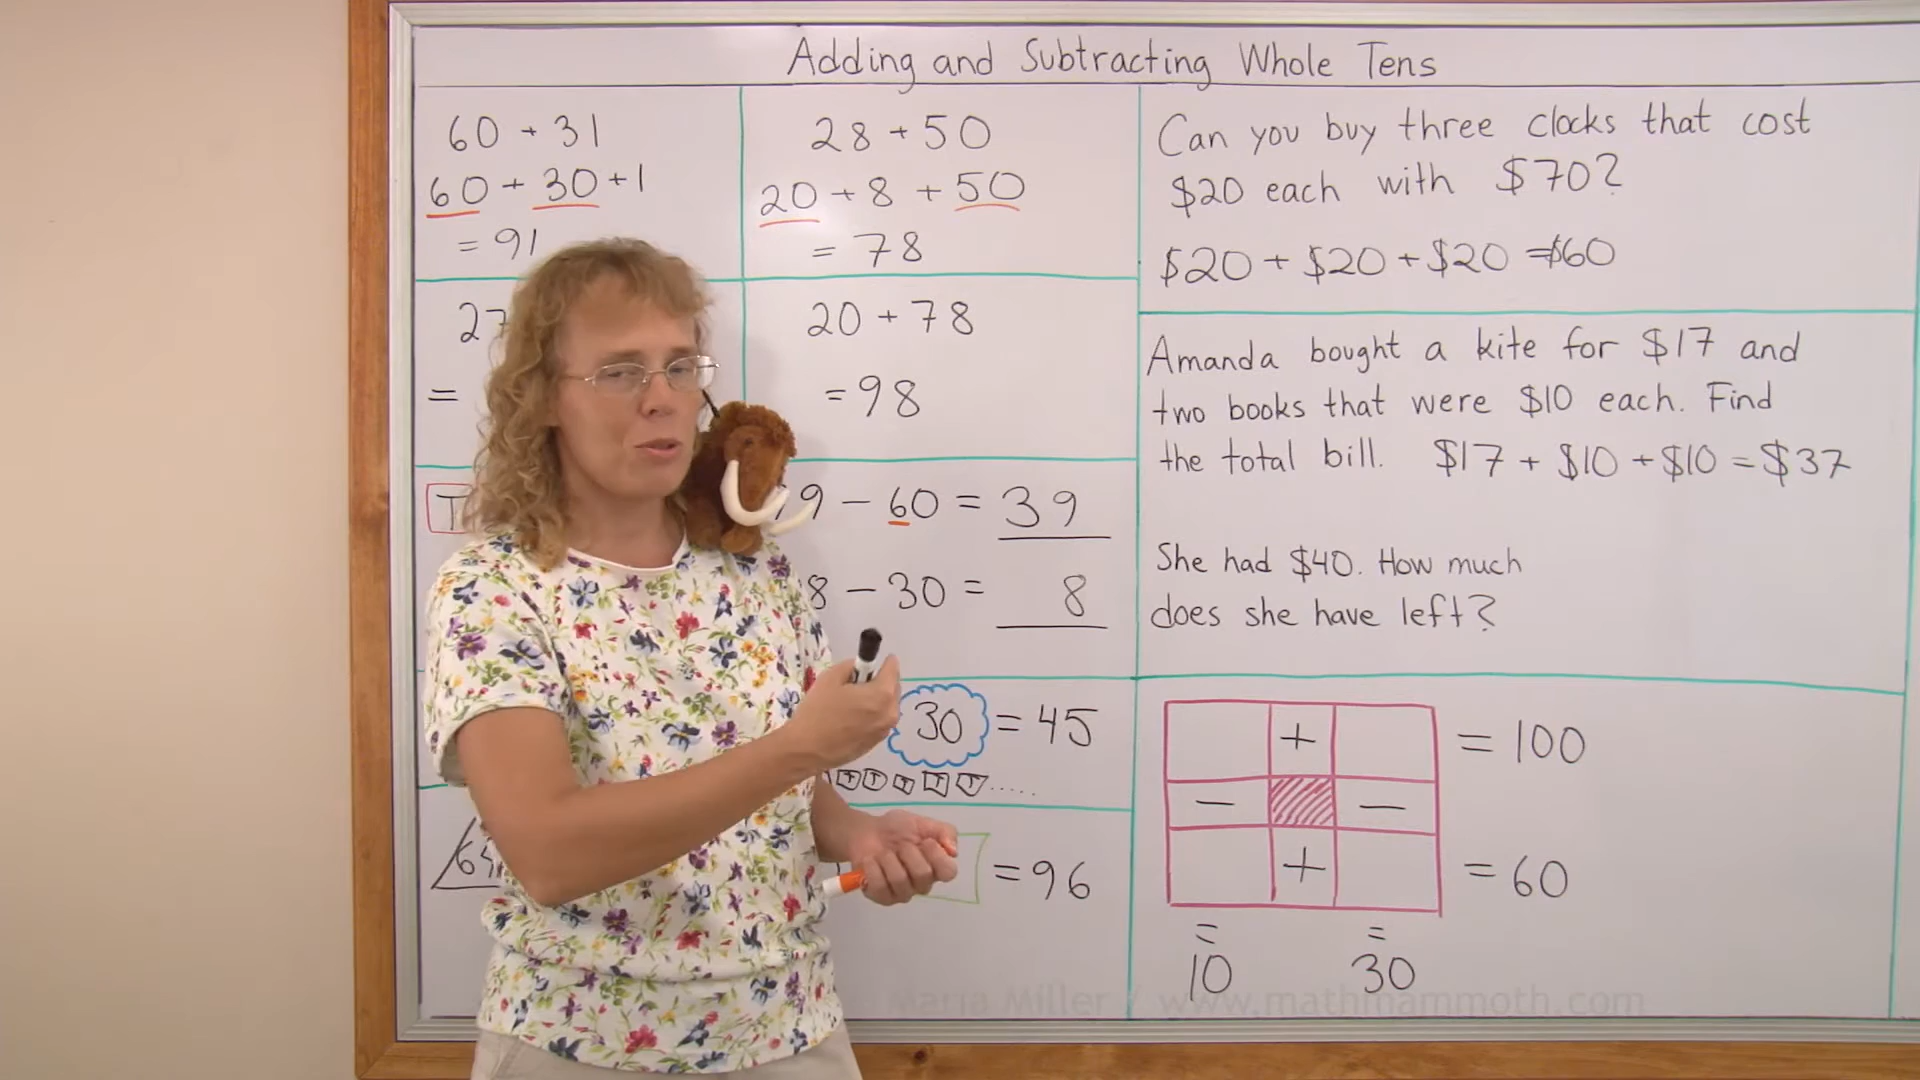 Adding and Subtracting Whole Tens
60 + 31
60 + 30 + 1
= 91
28 + 50
20 + 8 + 50
= 78
27
=
20 + 78
= 98
T
9 - 60 = 39
8 - 30 = 8
30 = 45
= 96
Can you buy three clocks that cost
$20 each with $70?
$20 + $20 + $20 = $60
Amanda bought a kite for $17 and
two books that were $10 each. Find
the total bill. $17 + $10 + $10 = $37
She had $40. How much
does she have left?
+ = 100
− −
+ = 60
= =
10 30
Maria Miller / www.mathmammoth.com